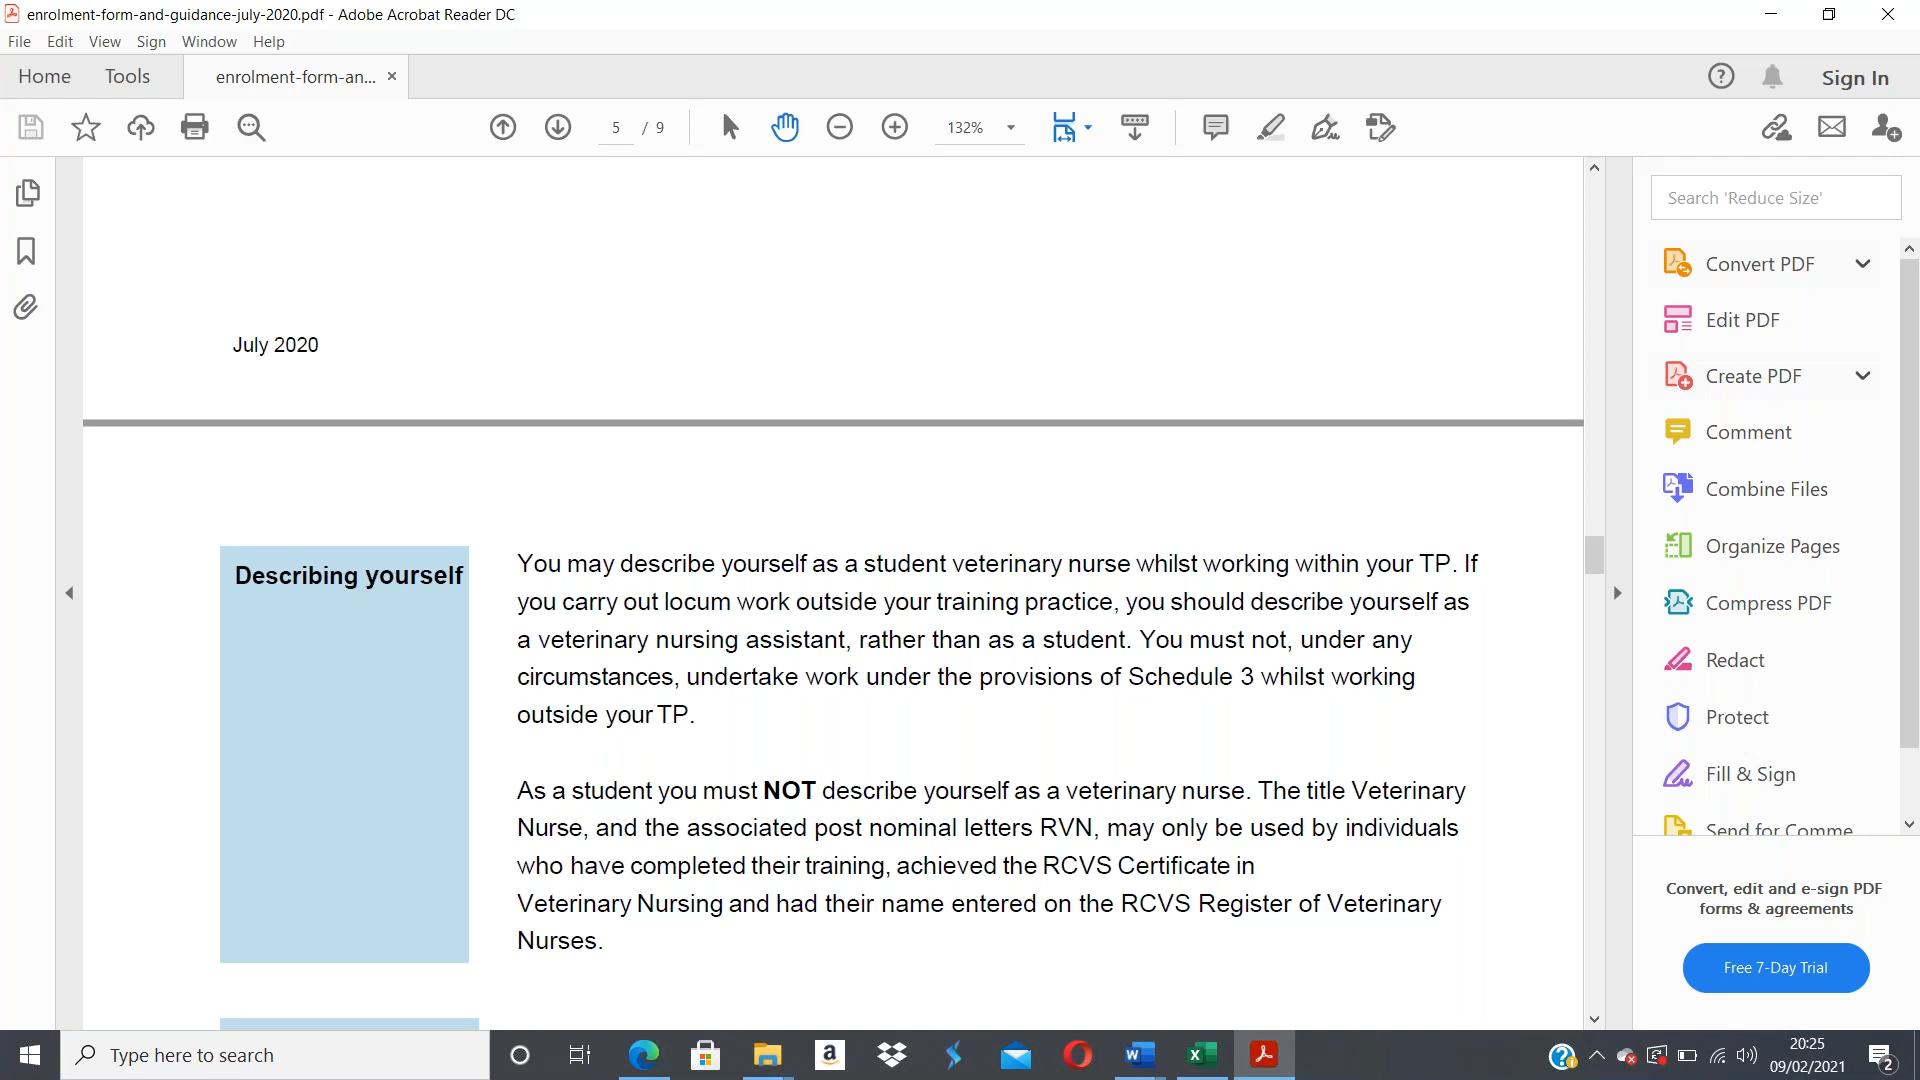 enrolment-form-and-guidance-july-2020.pdf - Adobe Acrobat Reader DC
File Edit View Sign Window Help
Home Tools enrolment-form-an... × Sign In
5 / 9 132%
Search 'Reduce Size'
Convert PDF
Edit PDF
Create PDF
Comment
Combine Files
Organize Pages
Compress PDF
Redact
Protect
Fill & Sign
Send for Comme
Convert, edit and e-sign PDF
forms & agreements
Free 7-Day Trial
July 2020
Describing yourself
You may describe yourself as a student veterinary nurse whilst working within your TP. If
you carry out locum work outside your training practice, you should describe yourself as
a veterinary nursing assistant, rather than as a student. You must not, under any
circumstances, undertake work under the provisions of Schedule 3 whilst working
outside your TP.
As a student you must NOT describe yourself as a veterinary nurse. The title Veterinary
Nurse, and the associated post nominal letters RVN, may only be used by individuals
who have completed their training, achieved the RCVS Certificate in
Veterinary Nursing and had their name entered on the RCVS Register of Veterinary
Nurses.
Type here to search
20:25
09/02/2021
2